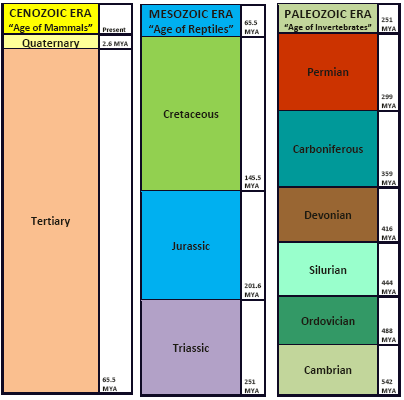 CENOZOIC ERA
“Age of Mammals”
Present
Quaternary
2.6 MYA
Tertiary
65.5
MYA
MESOZOIC ERA
“Age of Reptiles”
65.5
MYA
Cretaceous
145.5
MYA
Jurassic
201.6
MYA
Triassic
251
MYA
PALEOZOIC ERA
“Age of Invertebrates”
251
MYA
Permian
299
MYA
Carboniferous
359
MYA
Devonian
416
MYA
Silurian
444
MYA
Ordovician
488
MYA
Cambrian
542
MYA